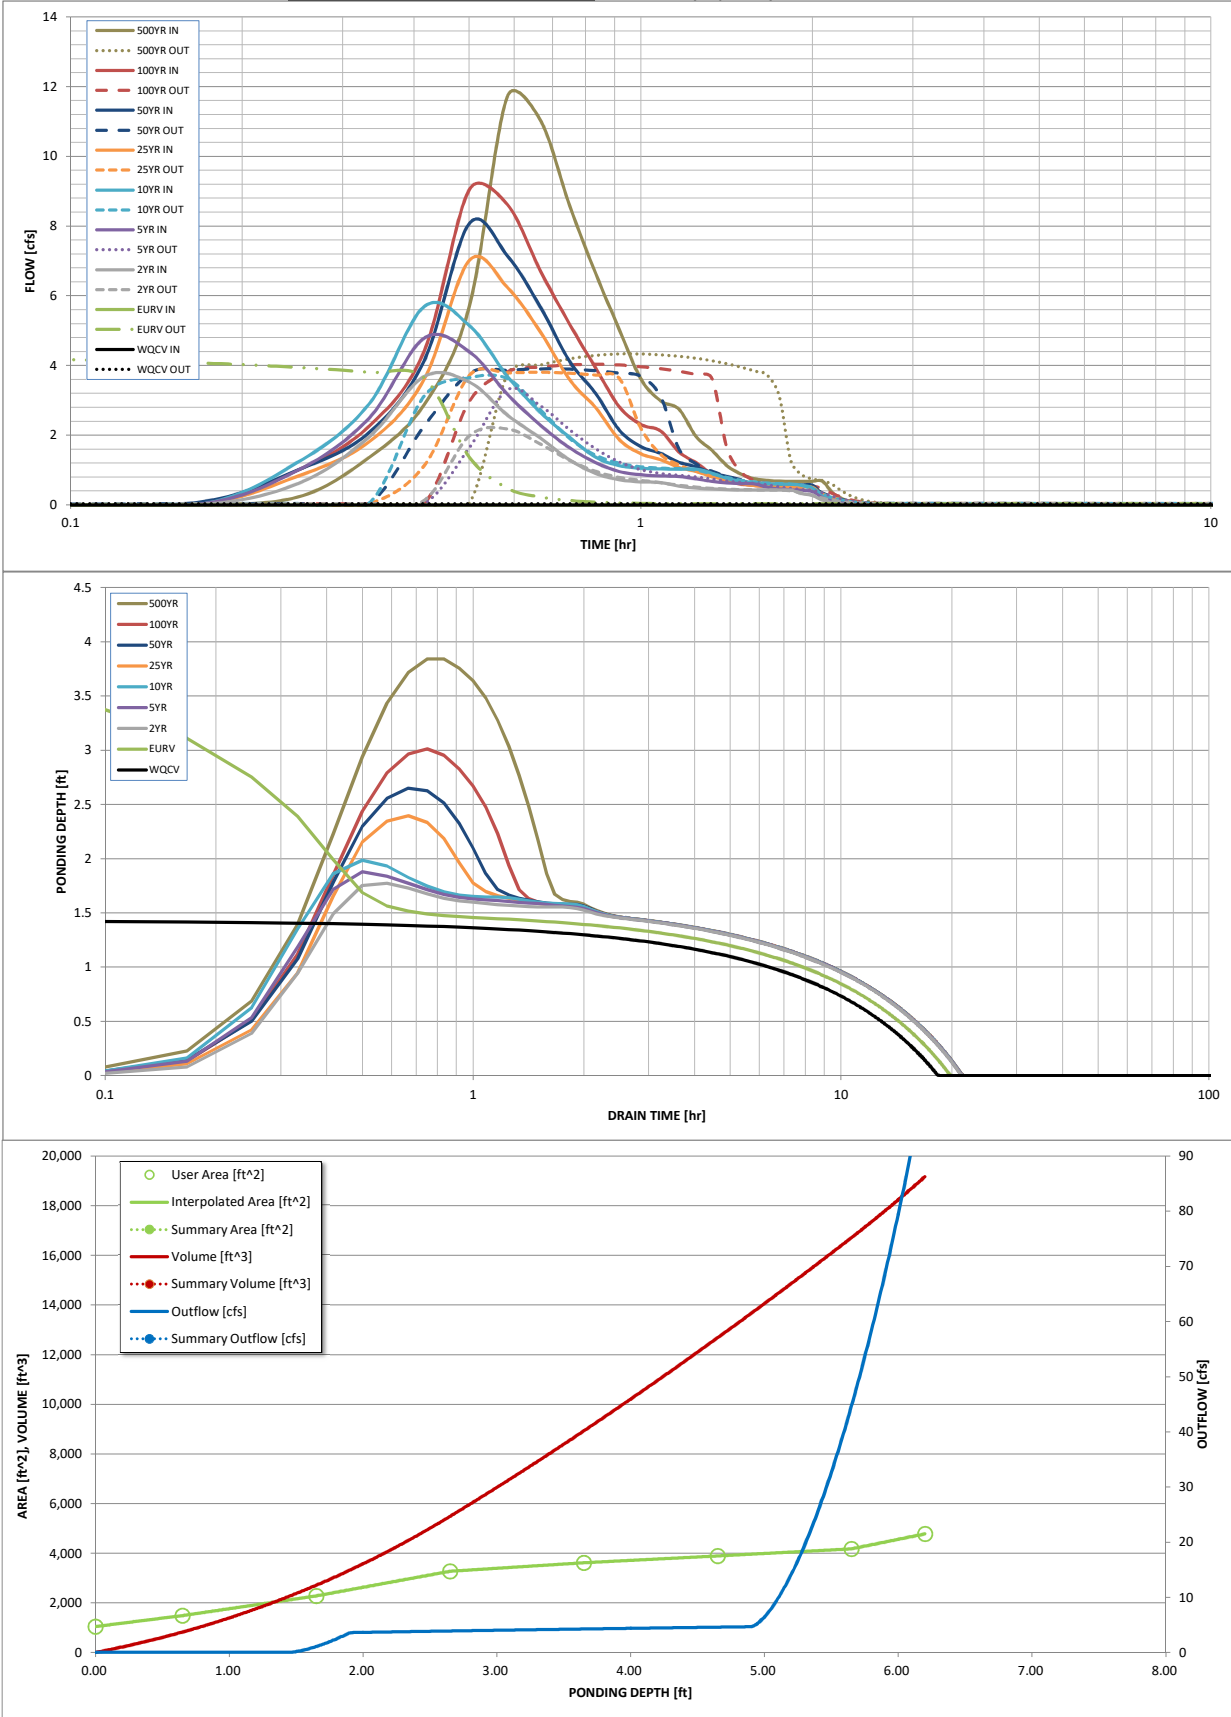 14
12
10
8
6
4
2
0
FLOW [cfs]
500YR IN
500YR OUT
100YR IN
100YR OUT
50YR IN
50YR OUT
25YR IN
25YR OUT
10YR IN
10YR OUT
5YR IN
5YR OUT
2YR IN
2YR OUT
EURV IN
EURV OUT
WQCV IN
WQCV OUT
0.1
1
10
TIME [hr]
4.5
4
3.5
3
2.5
2
1.5
1
0.5
0
PONDING DEPTH [ft]
500YR
100YR
50YR
25YR
10YR
5YR
2YR
EURV
WQCV
0.1
1
10
100
DRAIN TIME [hr]
20,000
18,000
16,000
14,000
12,000
10,000
8,000
6,000
4,000
2,000
0
AREA [ft^2], VOLUME [ft^3]
User Area [ft^2]
Interpolated Area [ft^2]
Summary Area [ft^2]
Volume [ft^3]
Summary Volume [ft^3]
Outflow [cfs]
Summary Outflow [cfs]
90
80
70
60
50
40
30
20
10
0
OUTFLOW [cfs]
0.00
1.00
2.00
3.00
4.00
5.00
6.00
7.00
8.00
PONDING DEPTH [ft]